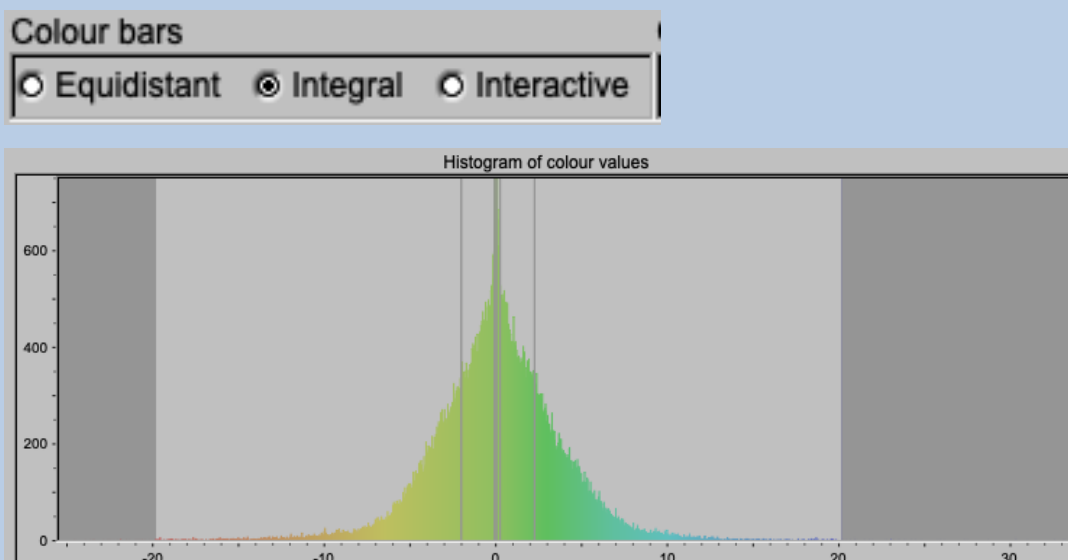 Colour bars
Equidistant Integral Interactive
Histogram of colour values
600
400
200
0
-20 -10 0 10 20 30